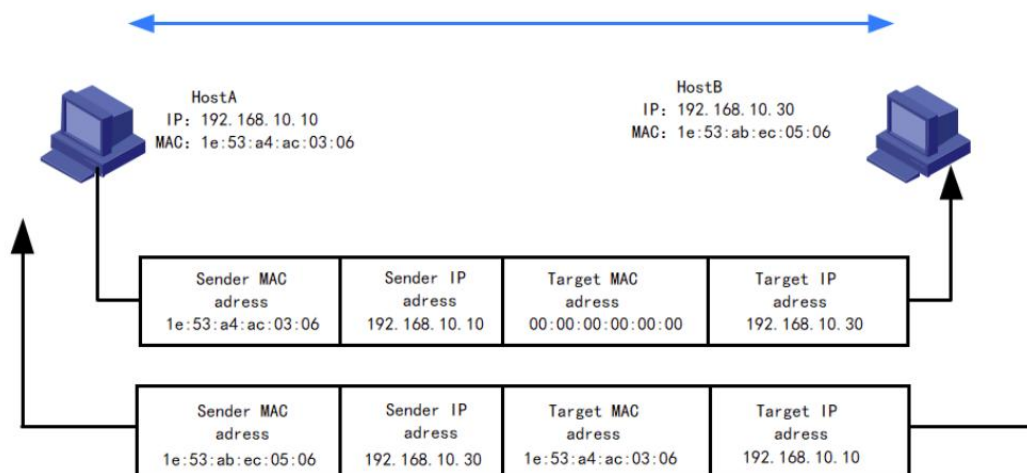 HostA
IP: 192.168.10.10
MAC: 1e:53:a4:ac:03:06
HostB
IP: 192.168.10.30
MAC: 1e:53:ab:ec:05:06
Sender MAC
adress
1e:53:a4:ac:03:06
Sender IP
adress
192.168.10.10
Target MAC
adress
00:00:00:00:00:00
Target IP
adress
192.168.10.30
Sender MAC
adress
1e:53:ab:ec:05:06
Sender IP
adress
192.168.10.30
Target MAC
adress
1e:53:a4:ac:03:06
Target IP
adress
192.168.10.10